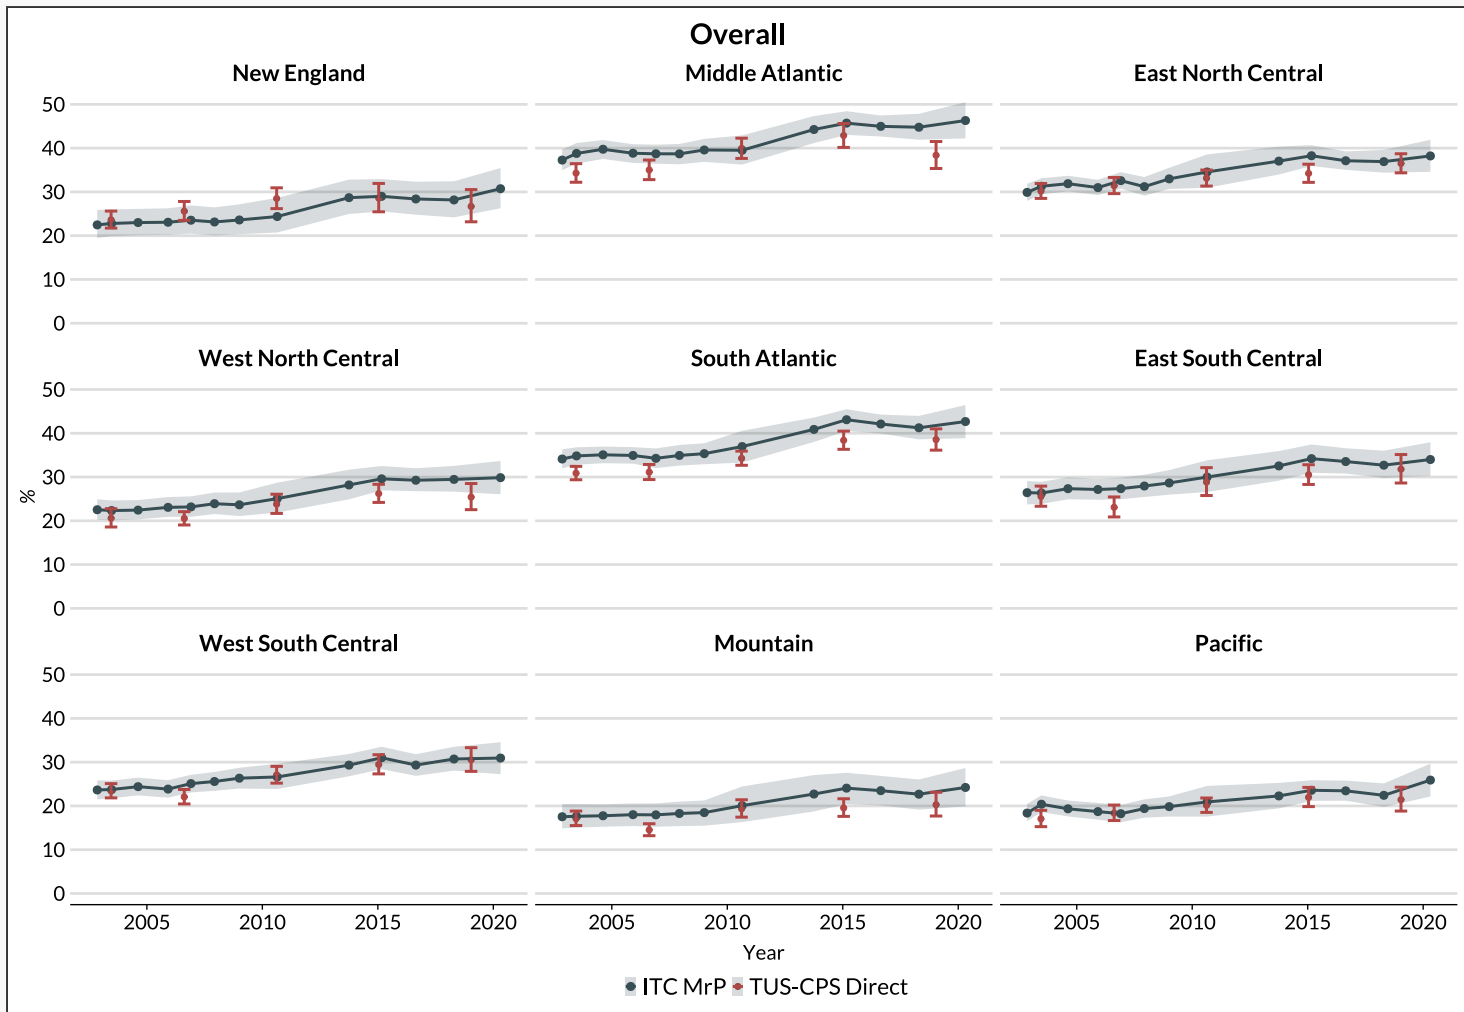 Overall
New England Middle Atlantic East North Central
50
40
30
20
10
0
West North Central South Atlantic East South Central
50
40
30
20
10
0
%
West South Central Mountain Pacific
50
40
30
20
10
0
2005 2010 2015 2020 2005 2010 2015 2020 2005 2010 2015 2020
Year
ITC MrP TUS-CPS Direct